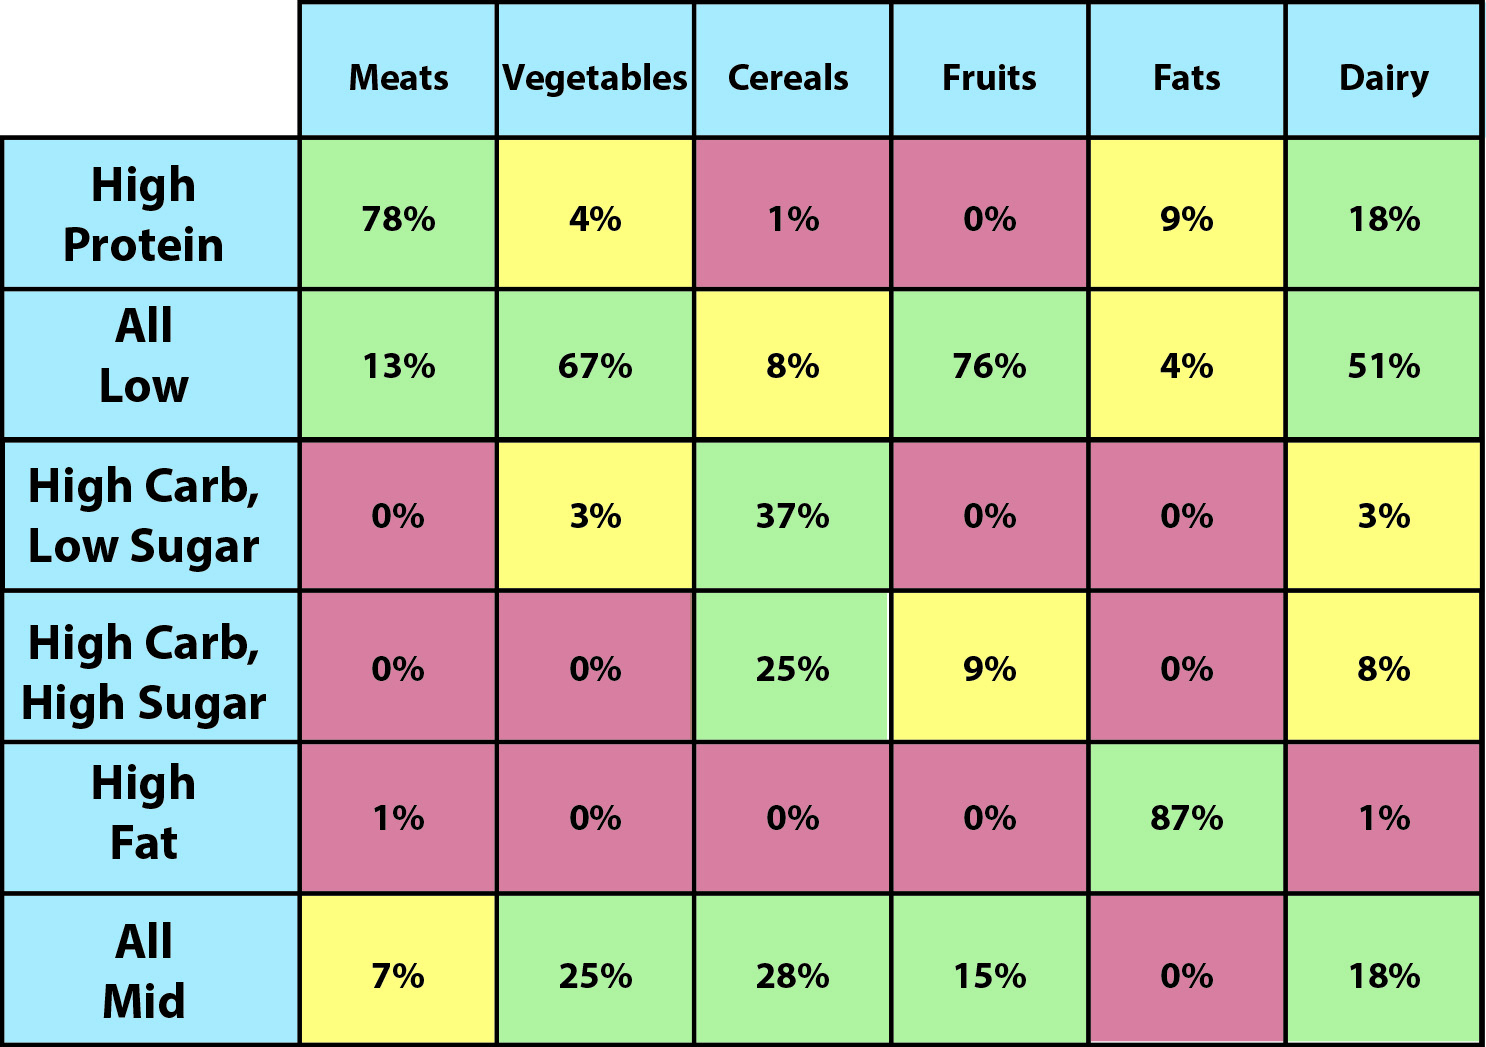 Meats Vegetables Cereals Fruits Fats Dairy
High
Protein
78% 4% 1% 0% 9% 18%
All
Low
13% 67% 8% 76% 4% 51%
High Carb,
Low Sugar
0% 3% 37% 0% 0% 3%
High Carb,
High Sugar
0% 0% 25% 9% 0% 8%
High
Fat
1% 0% 0% 0% 87% 1%
All
Mid
7% 25% 28% 15% 0% 18%